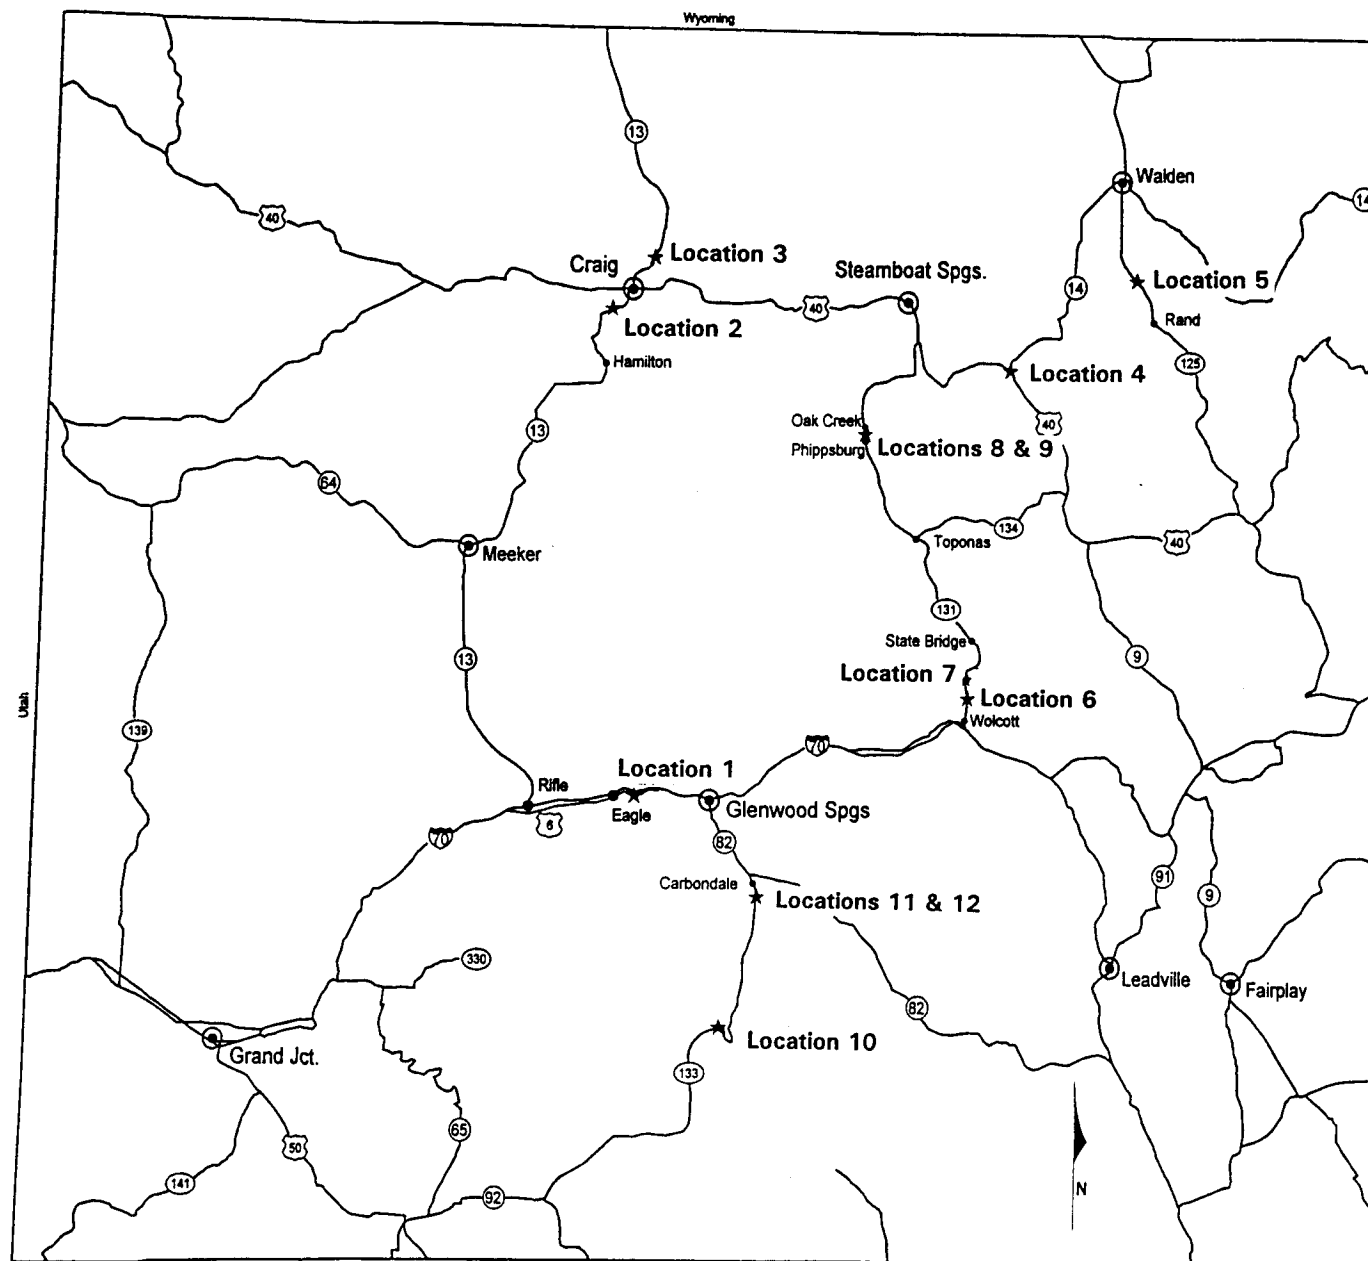 Wyoming
13
Walden
14
40
Location 3
Craig
Steamboat Spgs.
Location 5
14
40
Location 2
Rand
Hamilton
125
Location 4
Oak Creek
40
13
Phippsburg
Locations 8 & 9
64
134
Toponas
40
Meeker
131
State Bridge
9
13
Location 7
Utah
Location 6
Wolcott
139
70
Location 1
Rifle
Eagle
Glenwood Spgs
6
70
82
Carbondale
91
9
Locations 11 & 12
330
Leadville
Fairplay
82
Location 10
Grand Jct.
133
65
50
141
92
N